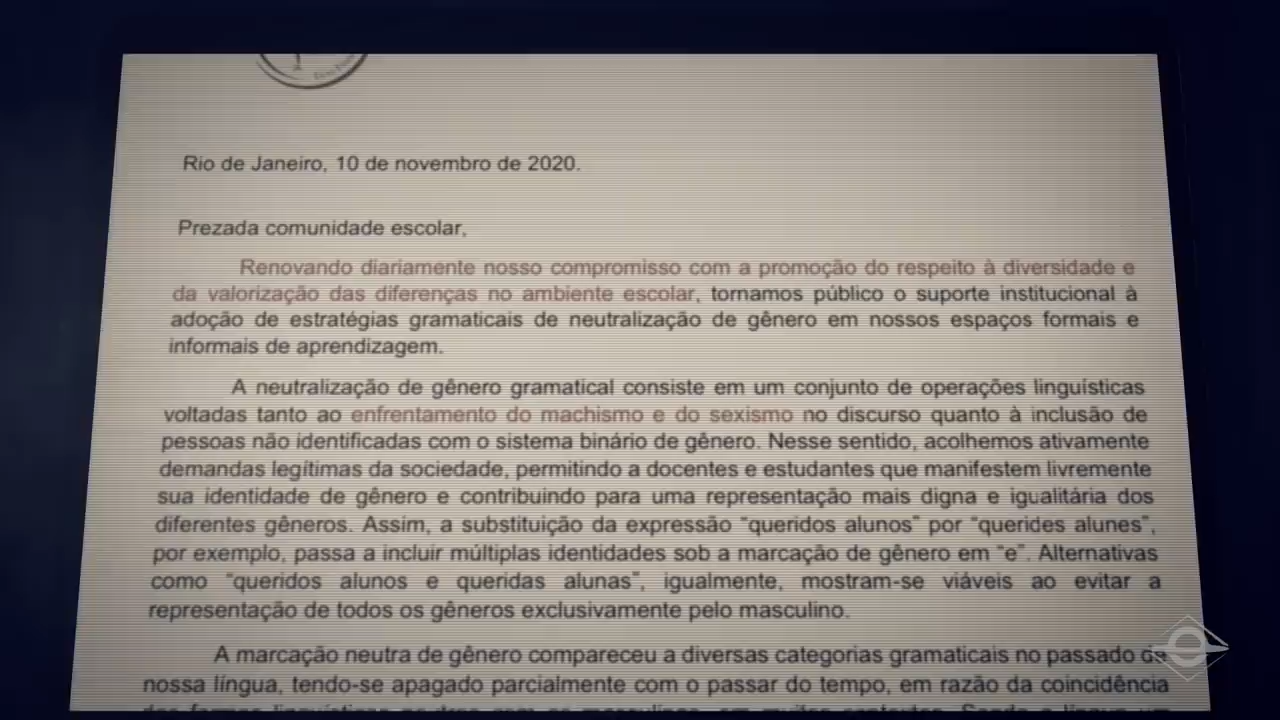 Rio de Janeiro, 10 de novembro de 2020.
Prezada comunidade escolar,
Renovando diariamente nosso compromisso com a promoção do respeito à diversidade e
da valorização das diferenças no ambiente escolar, tornamos público o suporte institucional à
adoção de estratégias gramaticais de neutralização de gênero em nossos espaços formais e
informais de aprendizagem.
A neutralização de gênero gramatical consiste em um conjunto de operações linguísticas
voltadas tanto ao enfrentamento do machismo e do sexismo no discurso quanto à inclusão de
pessoas não identificadas com o sistema binário de gênero. Nesse sentido, acolhemos ativamente
demandas legítimas da sociedade, permitindo a docentes e estudantes que manifestem livremente
sua identidade de gênero e contribuindo para uma representação mais digna e igualitária dos
diferentes gêneros. Assim, a substituição da expressão “queridos alunos” por “querides alunes”,
por exemplo, passa a incluir múltiplas identidades sob a marcação de gênero em “e”. Alternativas
como “queridos alunos e queridas alunas”, igualmente, mostram-se viáveis ao evitar a
representação de todos os gêneros exclusivamente pelo masculino.
A marcação neutra de gênero compareceu a diversas categorias gramaticais no passado de
nossa língua, tendo-se apagado parcialmente com o passar do tempo, em razão da coincidência